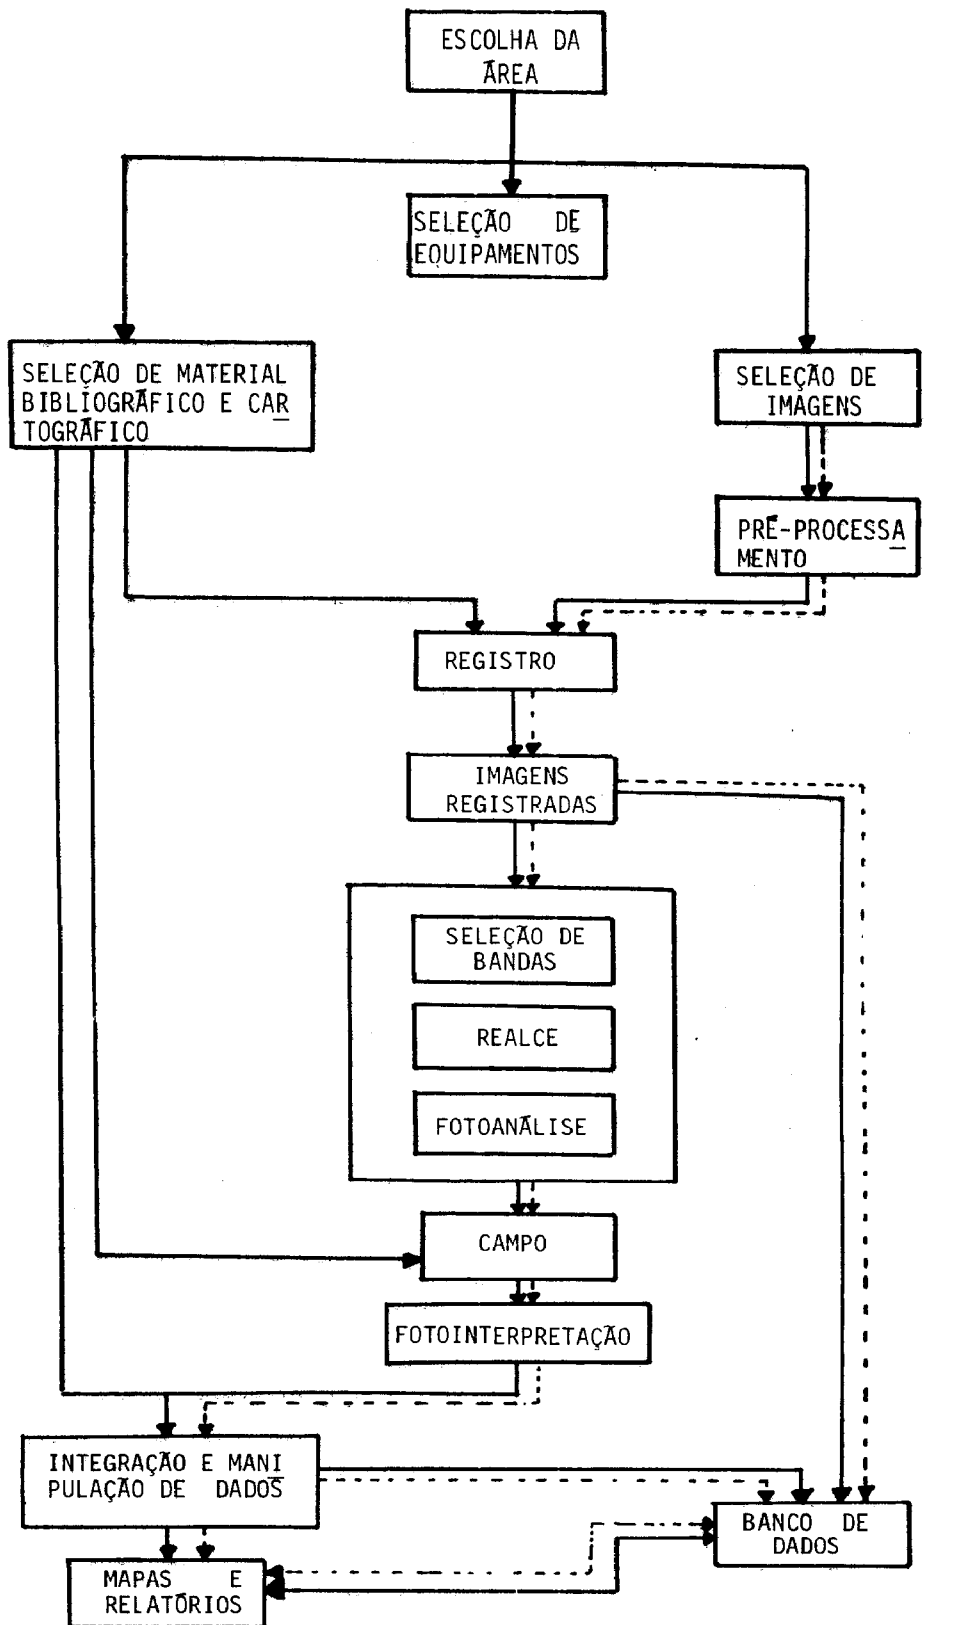 ESCOLHA DA
ÁREA
SELEÇÃO DE
EQUIPAMENTOS
SELEÇÃO DE MATERIAL
BIBLIOGRÁFICO E CAR
TOGRÁFICO
SELEÇÃO DE
IMAGENS
PRÉ-PROCESSA
MENTO
REGISTRO
IMAGENS
REGISTRADAS
SELEÇÃO DE
BANDAS
REALCE
FOTOANÁLISE
CAMPO
FOTOINTERPRETAÇÃO
INTEGRAÇÃO E MANI
PULAÇÃO DE DADOS
BANCO DE
DADOS
MAPAS E
RELATÓRIOS